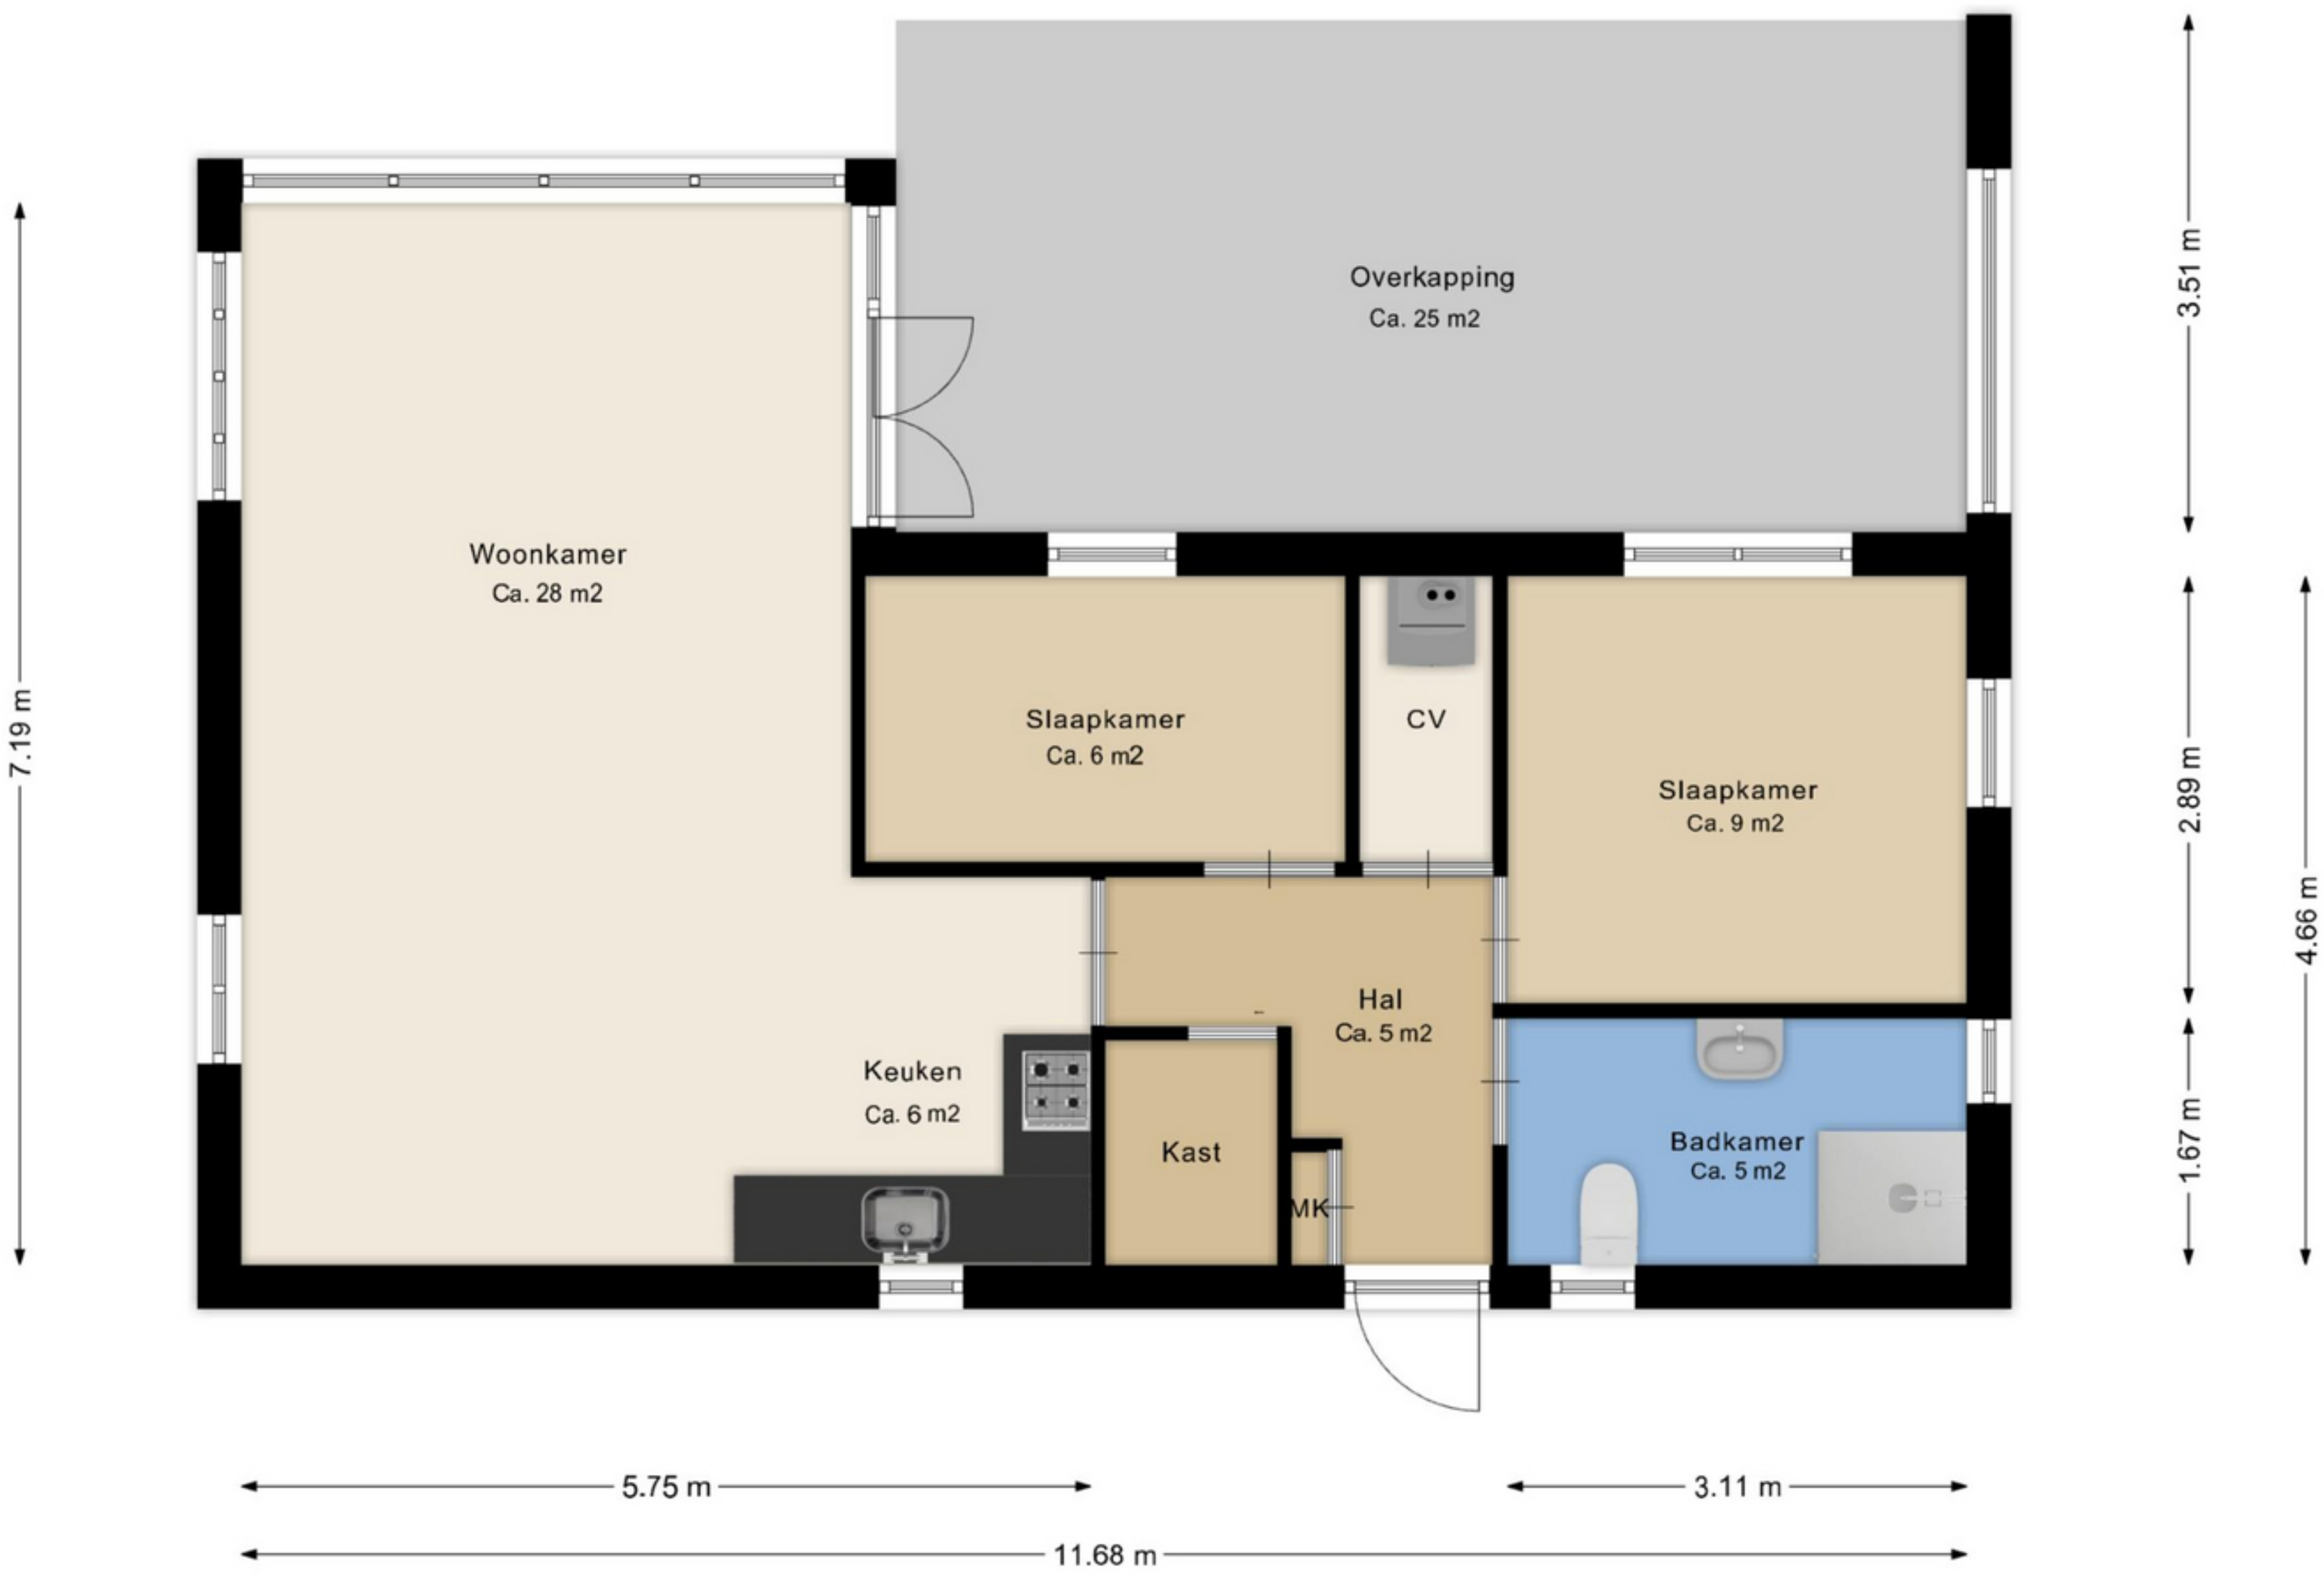 Overkapping
Ca. 25 m2
3.51 m
Woonkamer
Ca. 28 m2
7.19 m
Slaapkamer
Ca. 6 m2
CV
Slaapkamer
Ca. 9 m2
2.89 m
4.66 m
Hal
Ca. 5 m2
Keuken
Ca. 6 m2
Kast
MK
Badkamer
Ca. 5 m2
1.67 m
5.75 m
3.11 m
11.68 m